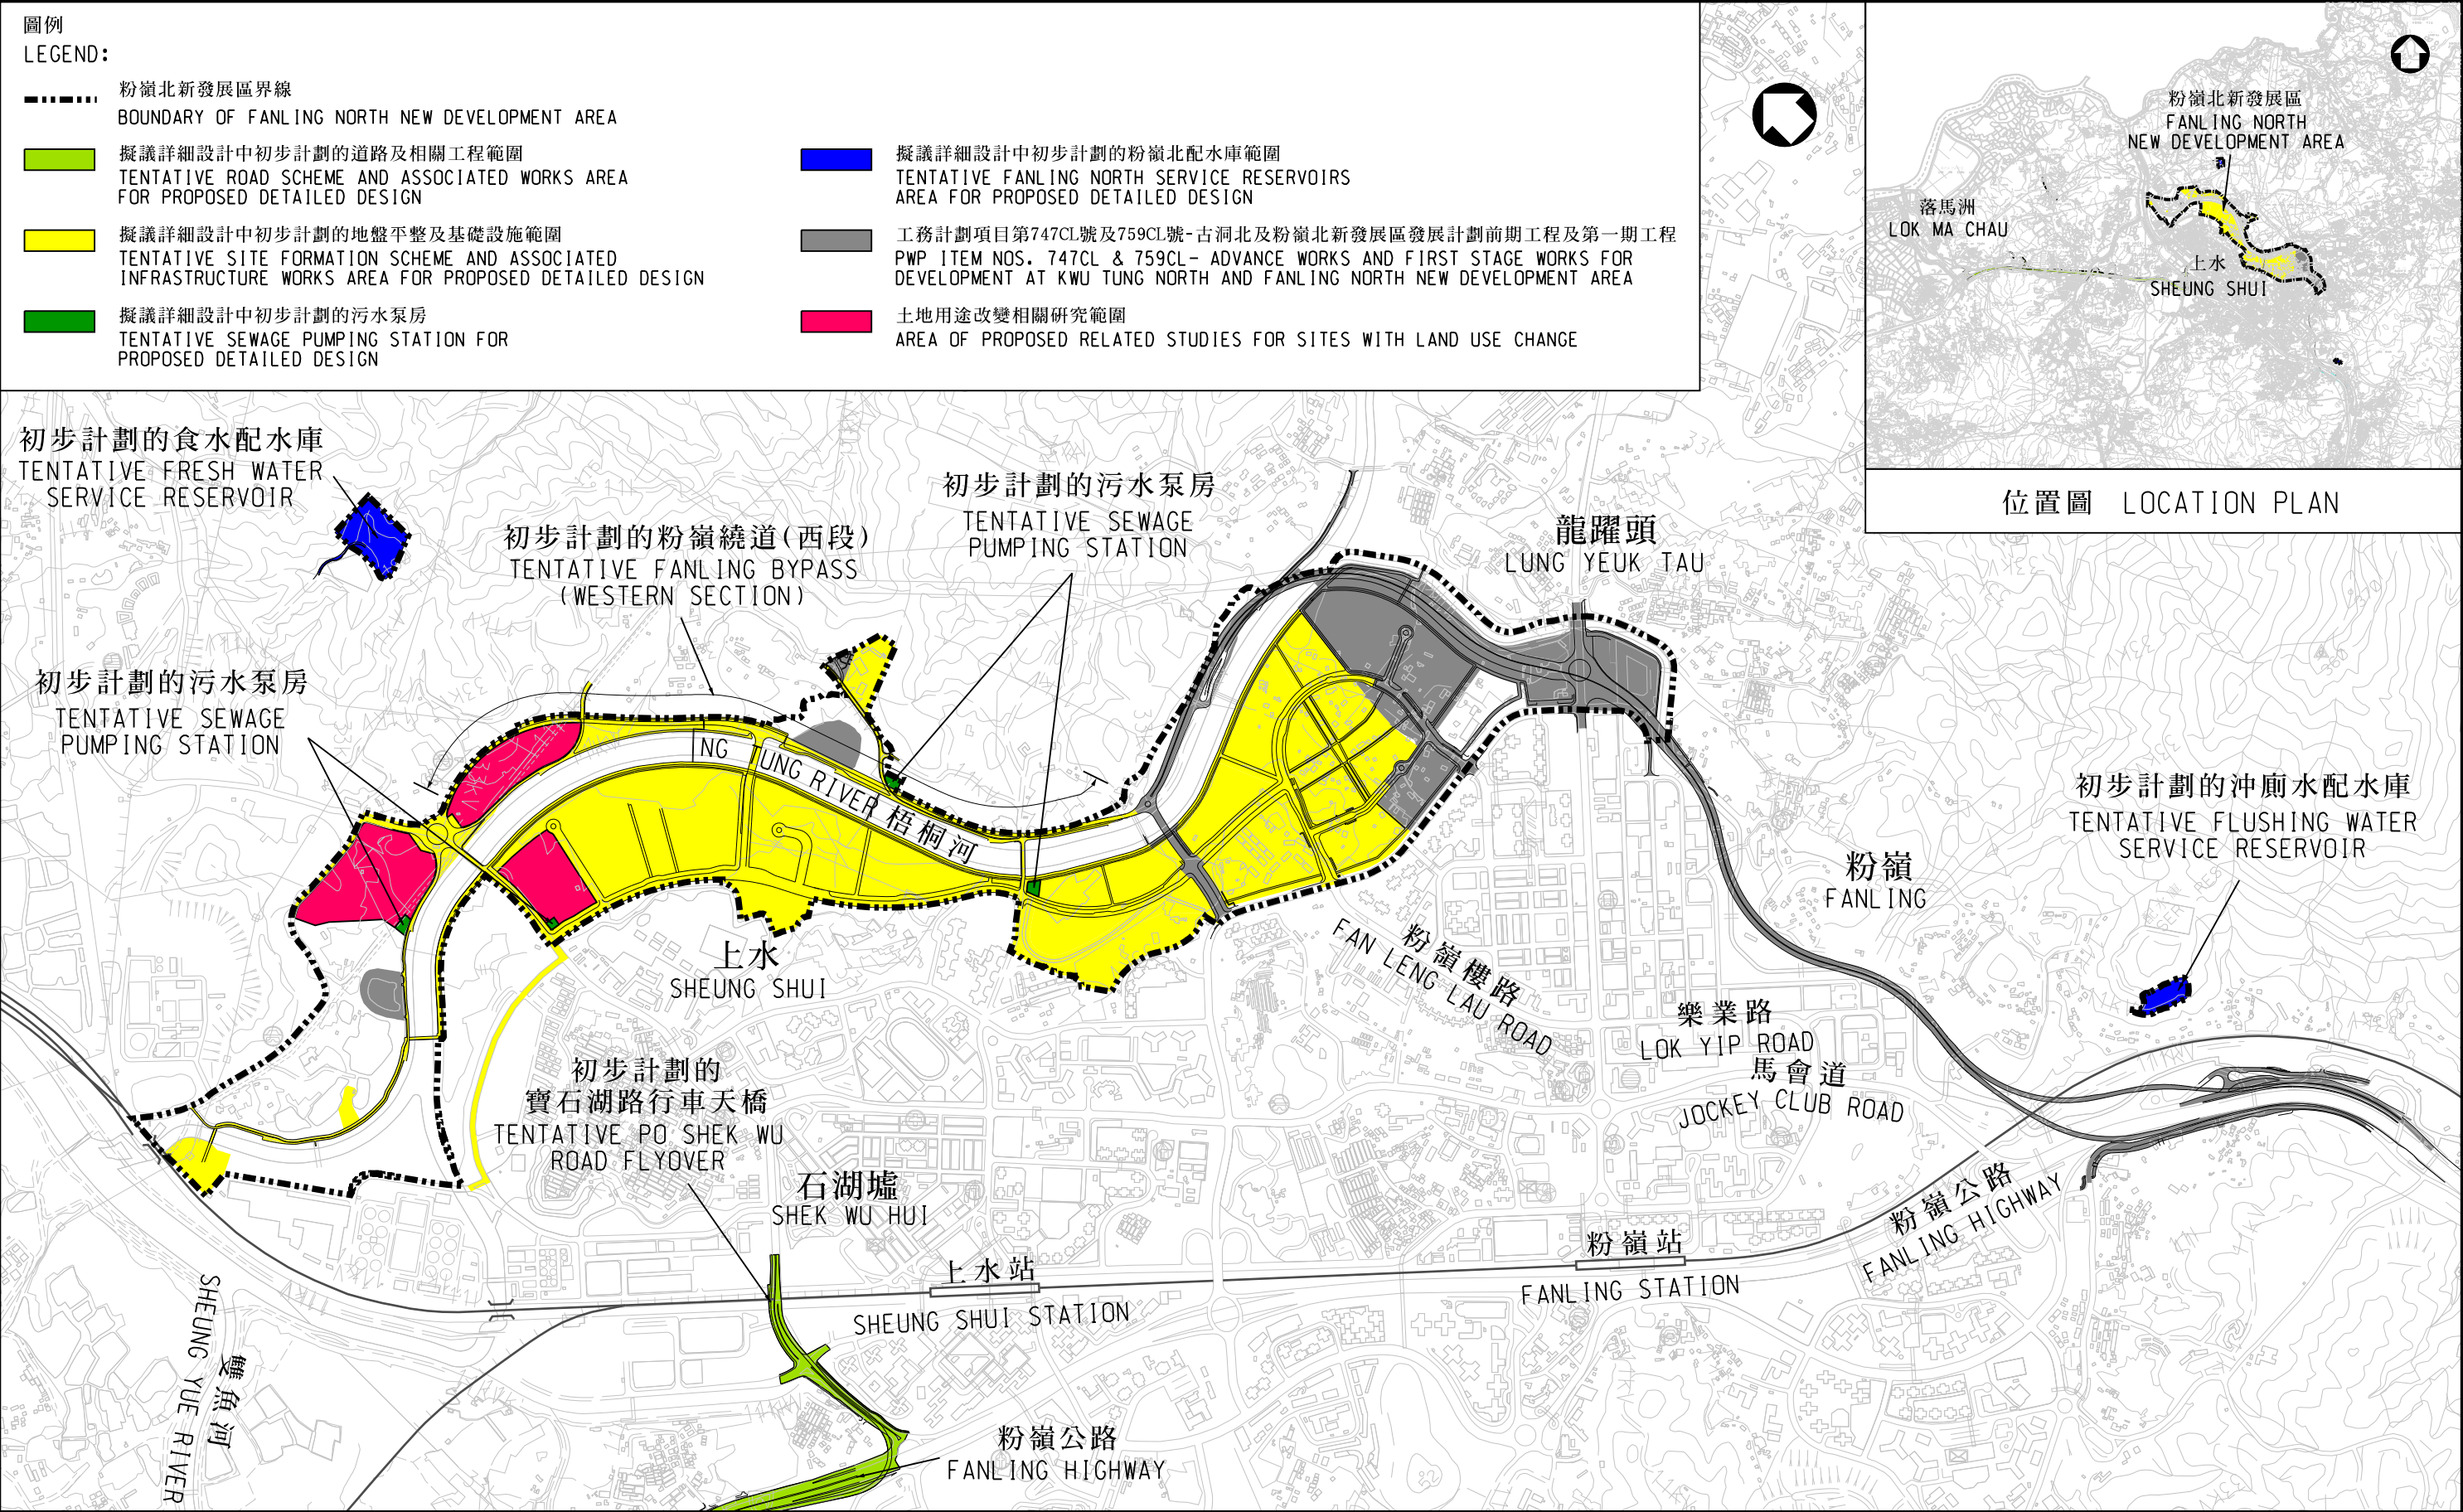 圖例
LEGEND:
粉嶺北新發展區界線
BOUNDARY OF FANLING NORTH NEW DEVELOPMENT AREA
擬議詳細設計中初步計劃的道路及相關工程範圍
TENTATIVE ROAD SCHEME AND ASSOCIATED WORKS AREA
FOR PROPOSED DETAILED DESIGN
擬議詳細設計中初步計劃的地盤平整及基礎設施範圍
TENTATIVE SITE FORMATION SCHEME AND ASSOCIATED
INFRASTRUCTURE WORKS AREA FOR PROPOSED DETAILED DESIGN
擬議詳細設計中初步計劃的污水泵房
TENTATIVE SEWAGE PUMPING STATION FOR
PROPOSED DETAILED DESIGN
擬議詳細設計中初步計劃的粉嶺北配水庫範圍
TENTATIVE FANLING NORTH SERVICE RESERVOIRS
AREA FOR PROPOSED DETAILED DESIGN
工務計劃項目第747CL號及759CL號-古洞北及粉嶺北新發展區發展計劃前期工程及第一期工程
PWP ITEM NOS. 747CL & 759CL- ADVANCE WORKS AND FIRST STAGE WORKS FOR
DEVELOPMENT AT KWU TUNG NORTH AND FANLING NORTH NEW DEVELOPMENT AREA
土地用途改變相關研究範圍
AREA OF PROPOSED RELATED STUDIES FOR SITES WITH LAND USE CHANGE
粉嶺北新發展區
FANLING NORTH
NEW DEVELOPMENT AREA
落馬洲
LOK MA CHAU
上水
SHEUNG SHUI
位置圖 LOCATION PLAN
初步計劃的食水配水庫
TENTATIVE FRESH WATER
SERVICE RESERVOIR
初步計劃的粉嶺繞道(西段)
TENTATIVE FANLING BYPASS
(WESTERN SECTION)
初步計劃的污水泵房
TENTATIVE SEWAGE
PUMPING STATION
龍躍頭
LUNG YEUK TAU
初步計劃的污水泵房
TENTATIVE SEWAGE
PUMPING STATION
NG TUNG RIVER 梧桐河
初步計劃的沖廁水配水庫
TENTATIVE FLUSHING WATER
SERVICE RESERVOIR
粉嶺
FANLING
上水
SHEUNG SHUI
粉嶺樓路
FAN LENG LAU ROAD
樂業路
LOK YIP ROAD
馬會道
JOCKEY CLUB ROAD
初步計劃的
寶石湖路行車天橋
TENTATIVE PO SHEK WU
ROAD FLYOVER
石湖墟
SHEK WU HUI
上水站
SHEUNG SHUI STATION
粉嶺站
FANLING STATION
粉嶺公路
FANLING HIGHWAY
雙魚河
SHEUNG YUE RIVER
粉嶺公路
FANLING HIGHWAY